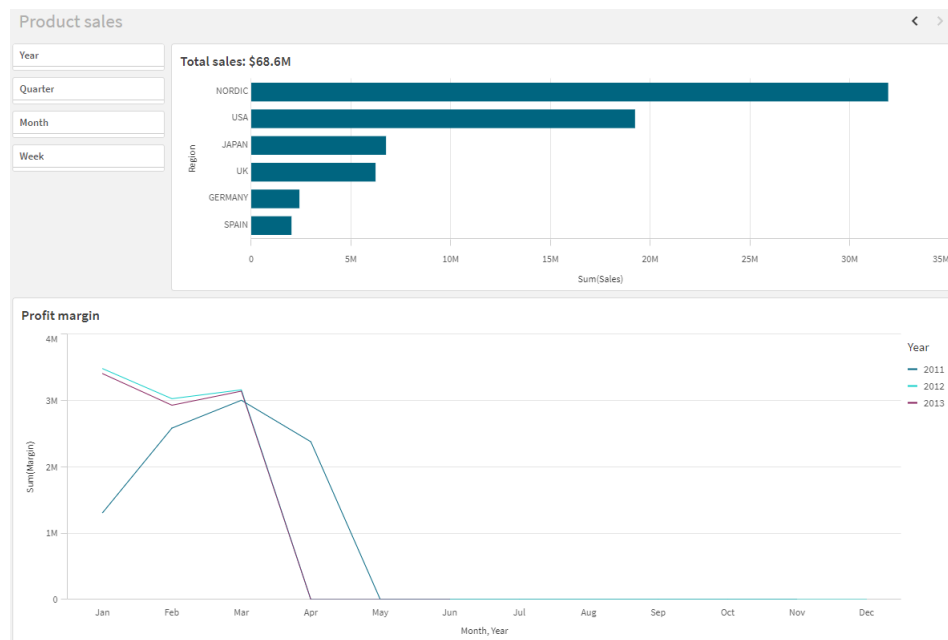 Product sales
Year
Quarter
Month
Week
Total sales: $68.6M
Region
NORDIC
USA
JAPAN
UK
GERMANY
SPAIN
0 5M 10M 15M 20M 25M 30M 35M
Sum(Sales)
Profit margin
Sum(Margin)
4M
3M
2M
1M
0
Jan Feb Mar Apr May Jun Jul Aug Sep Oct Nov Dec
Month, Year
Year
2011
2012
2013